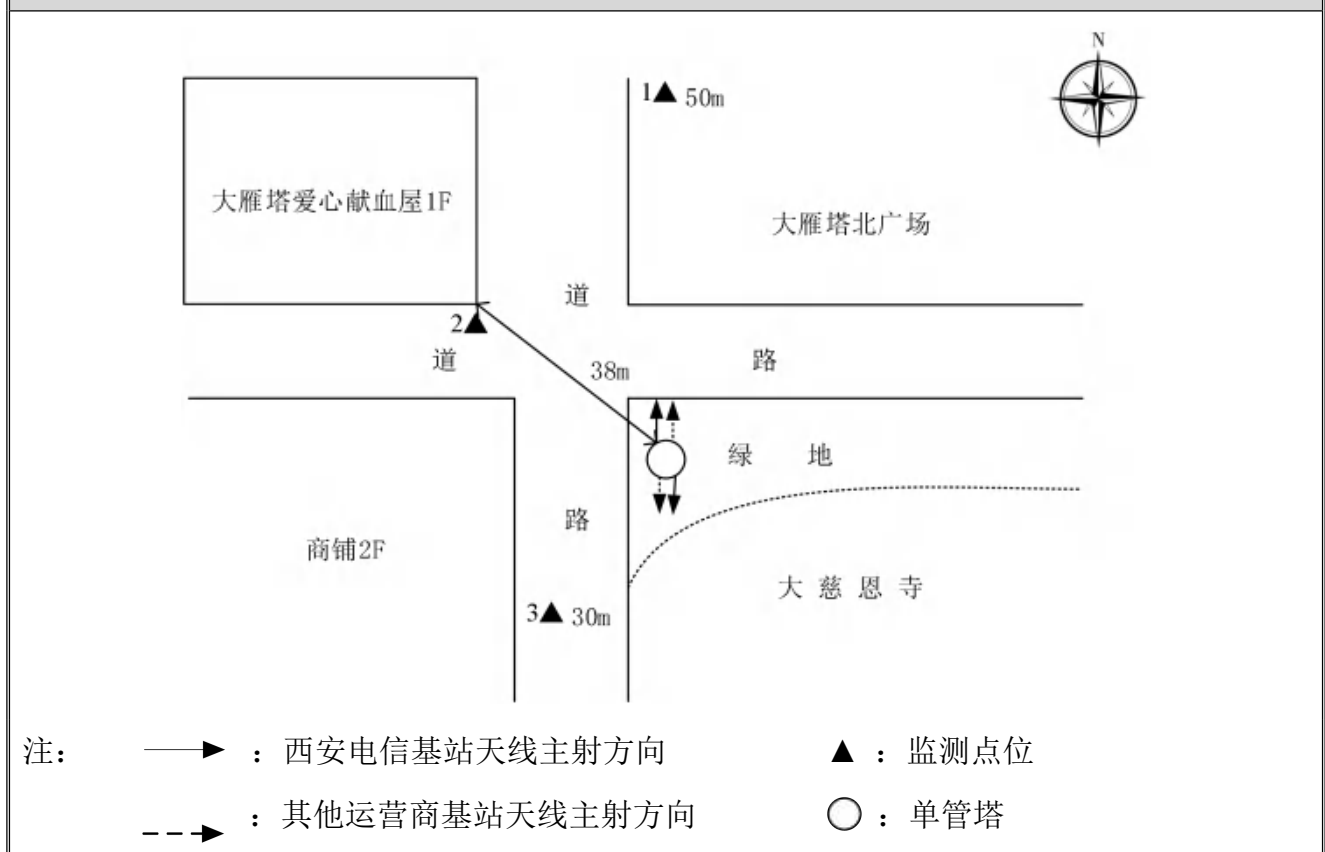 N
1▲ 50m
大雁塔爱心献血屋1F
大雁塔北广场
道
2▲
道
38m
路
绿 地
路
商铺2F
大 慈 恩 寺
3▲ 30m
注： ：西安电信基站天线主射方向 ▲：监测点位
：其他运营商基站天线主射方向 ○：单管塔